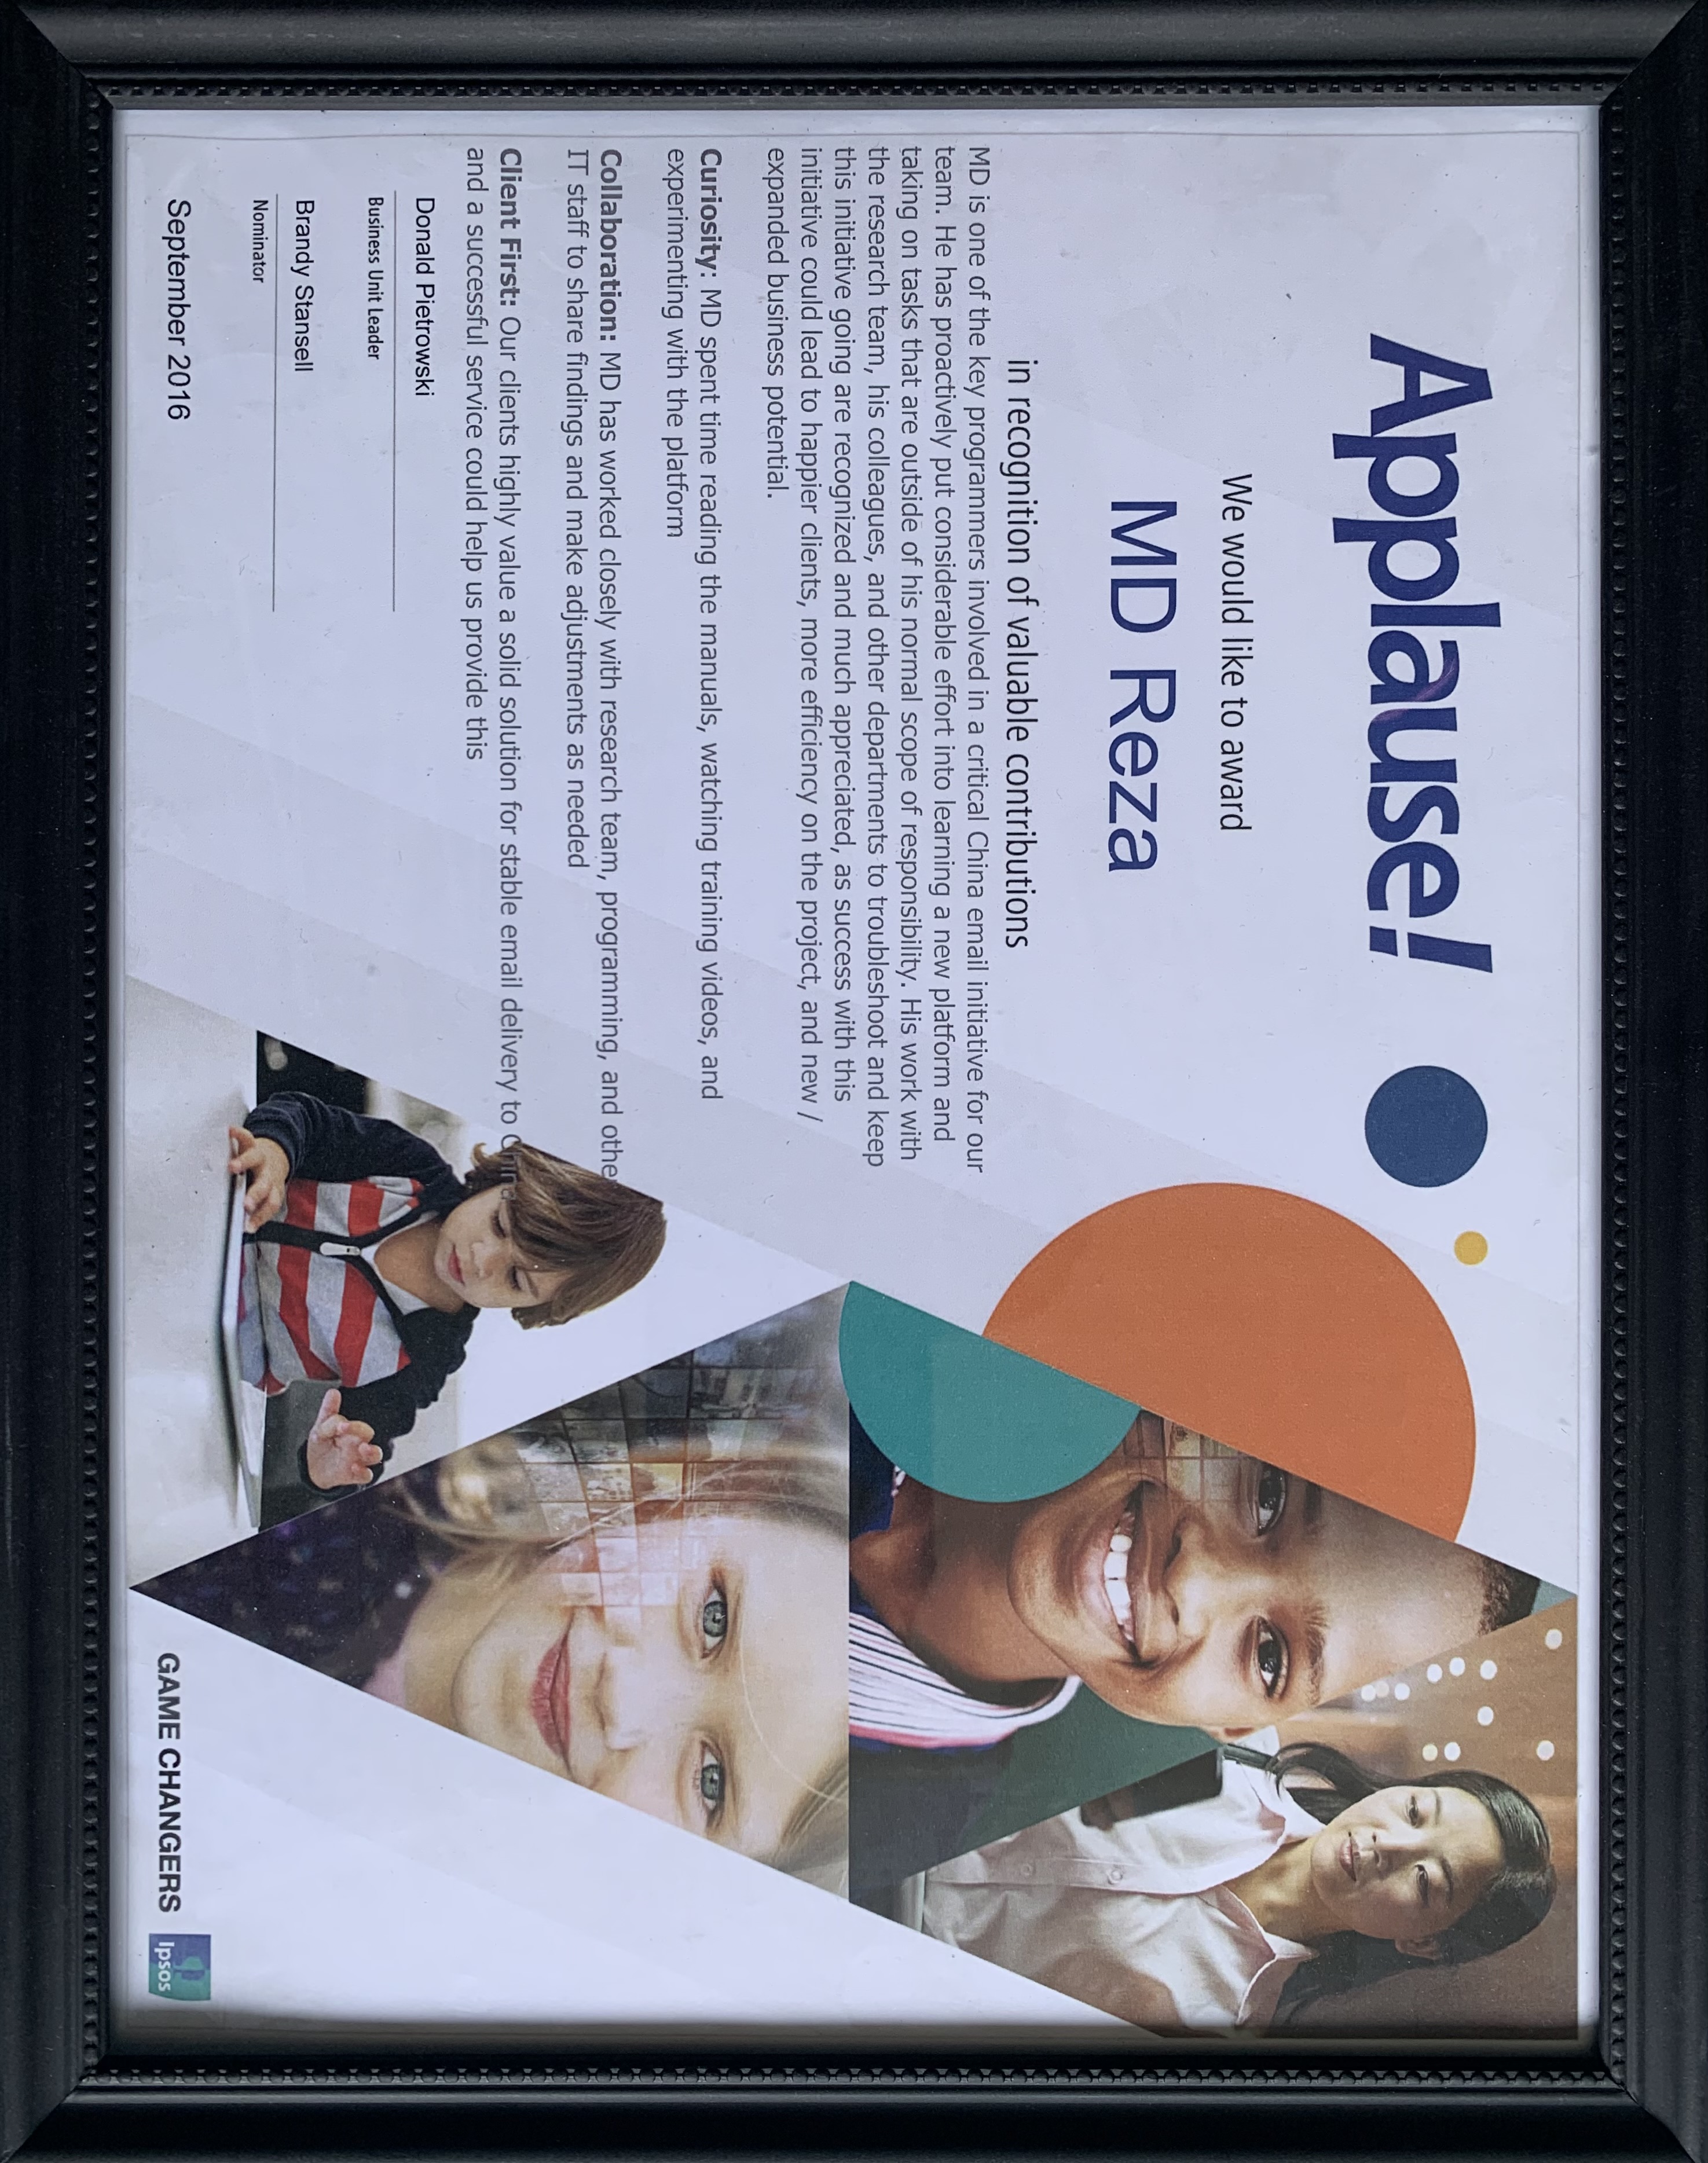 Applause!
We would like to award
MD Reza
in recognition of valuable contributions
MD is one of the key programmers involved in a critical China email initiative for our
team. He has proactively put considerable effort into learning a new platform and
taking on tasks that are outside of his normal scope of responsibility. His work with
the research team, his colleagues, and other departments to troubleshoot and keep
this initiative going are recognized and much appreciated, as success with this
initiative could lead to happier clients, more efficiency on the project, and new /
expanded business potential.
Curiosity: MD spent time reading the manuals, watching training videos, and
experimenting with the platform
Collaboration: MD has worked closely with research team, programming, and other
IT staff to share findings and make adjustments as needed
Client First: Our clients highly value a solid solution for stable email delivery to China
and a successful service could help us provide this
Donald Pietrowski
Business Unit Leader
Brandy Stansell
Nominator
September 2016
GAME CHANGERS
Ipsos